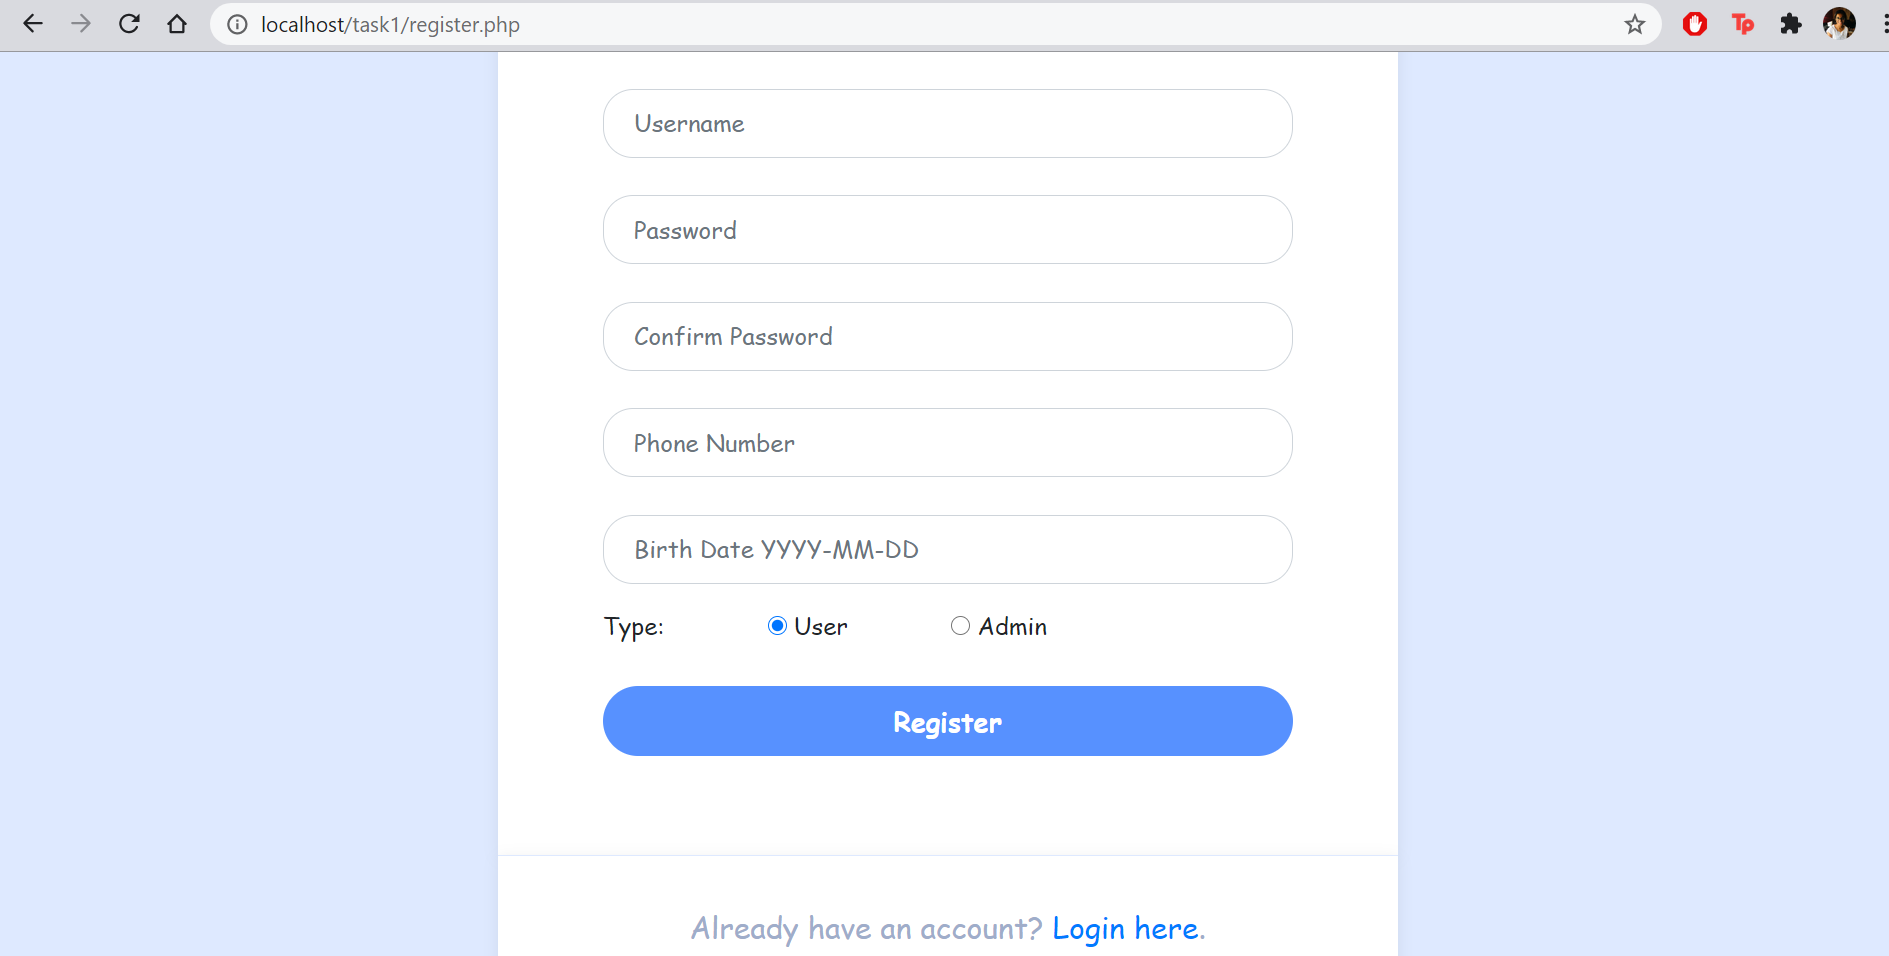 localhost/task1/register.php
Tp
Username
Password
Confirm Password
Phone Number
Birth Date YYYY-MM-DD
Type: User Admin
Register
Already have an account? Login here.